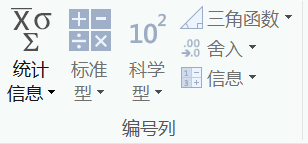 X̅σ
Σ
统计
信息
标准
型
10²
科学
型
三角函数
.00
.0
舍入
信息
编号列